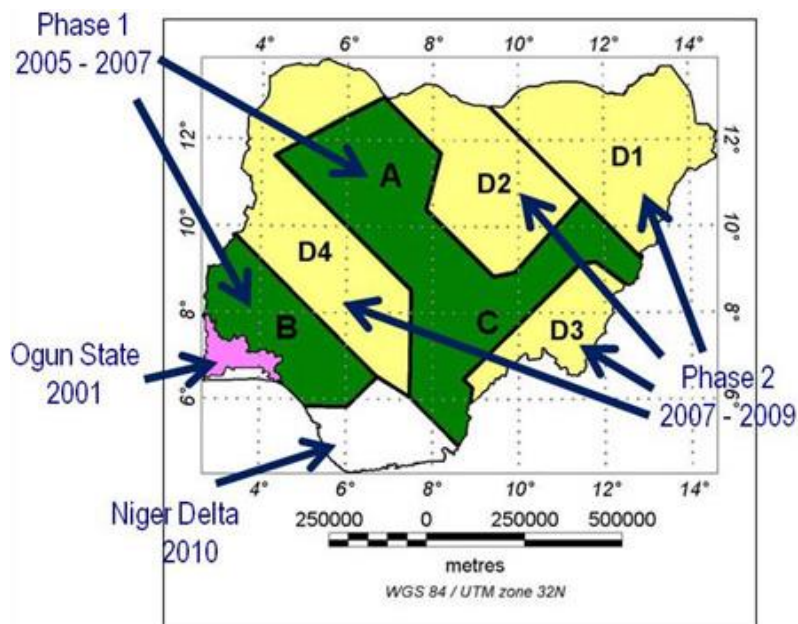 Phase 1
2005 - 2007
4° 6° 8° 10° 12° 14°
12° 12°
D1
A D2
10° 10°
D4
8° 8°
B C D3
Ogun State
2001
Phase 2
2007 - 2009
6° 6°
4° 6° 8° 10° 12° 14°
Niger Delta
2010
250000 0 250000 500000
metres
WGS 84 / UTM zone 32N